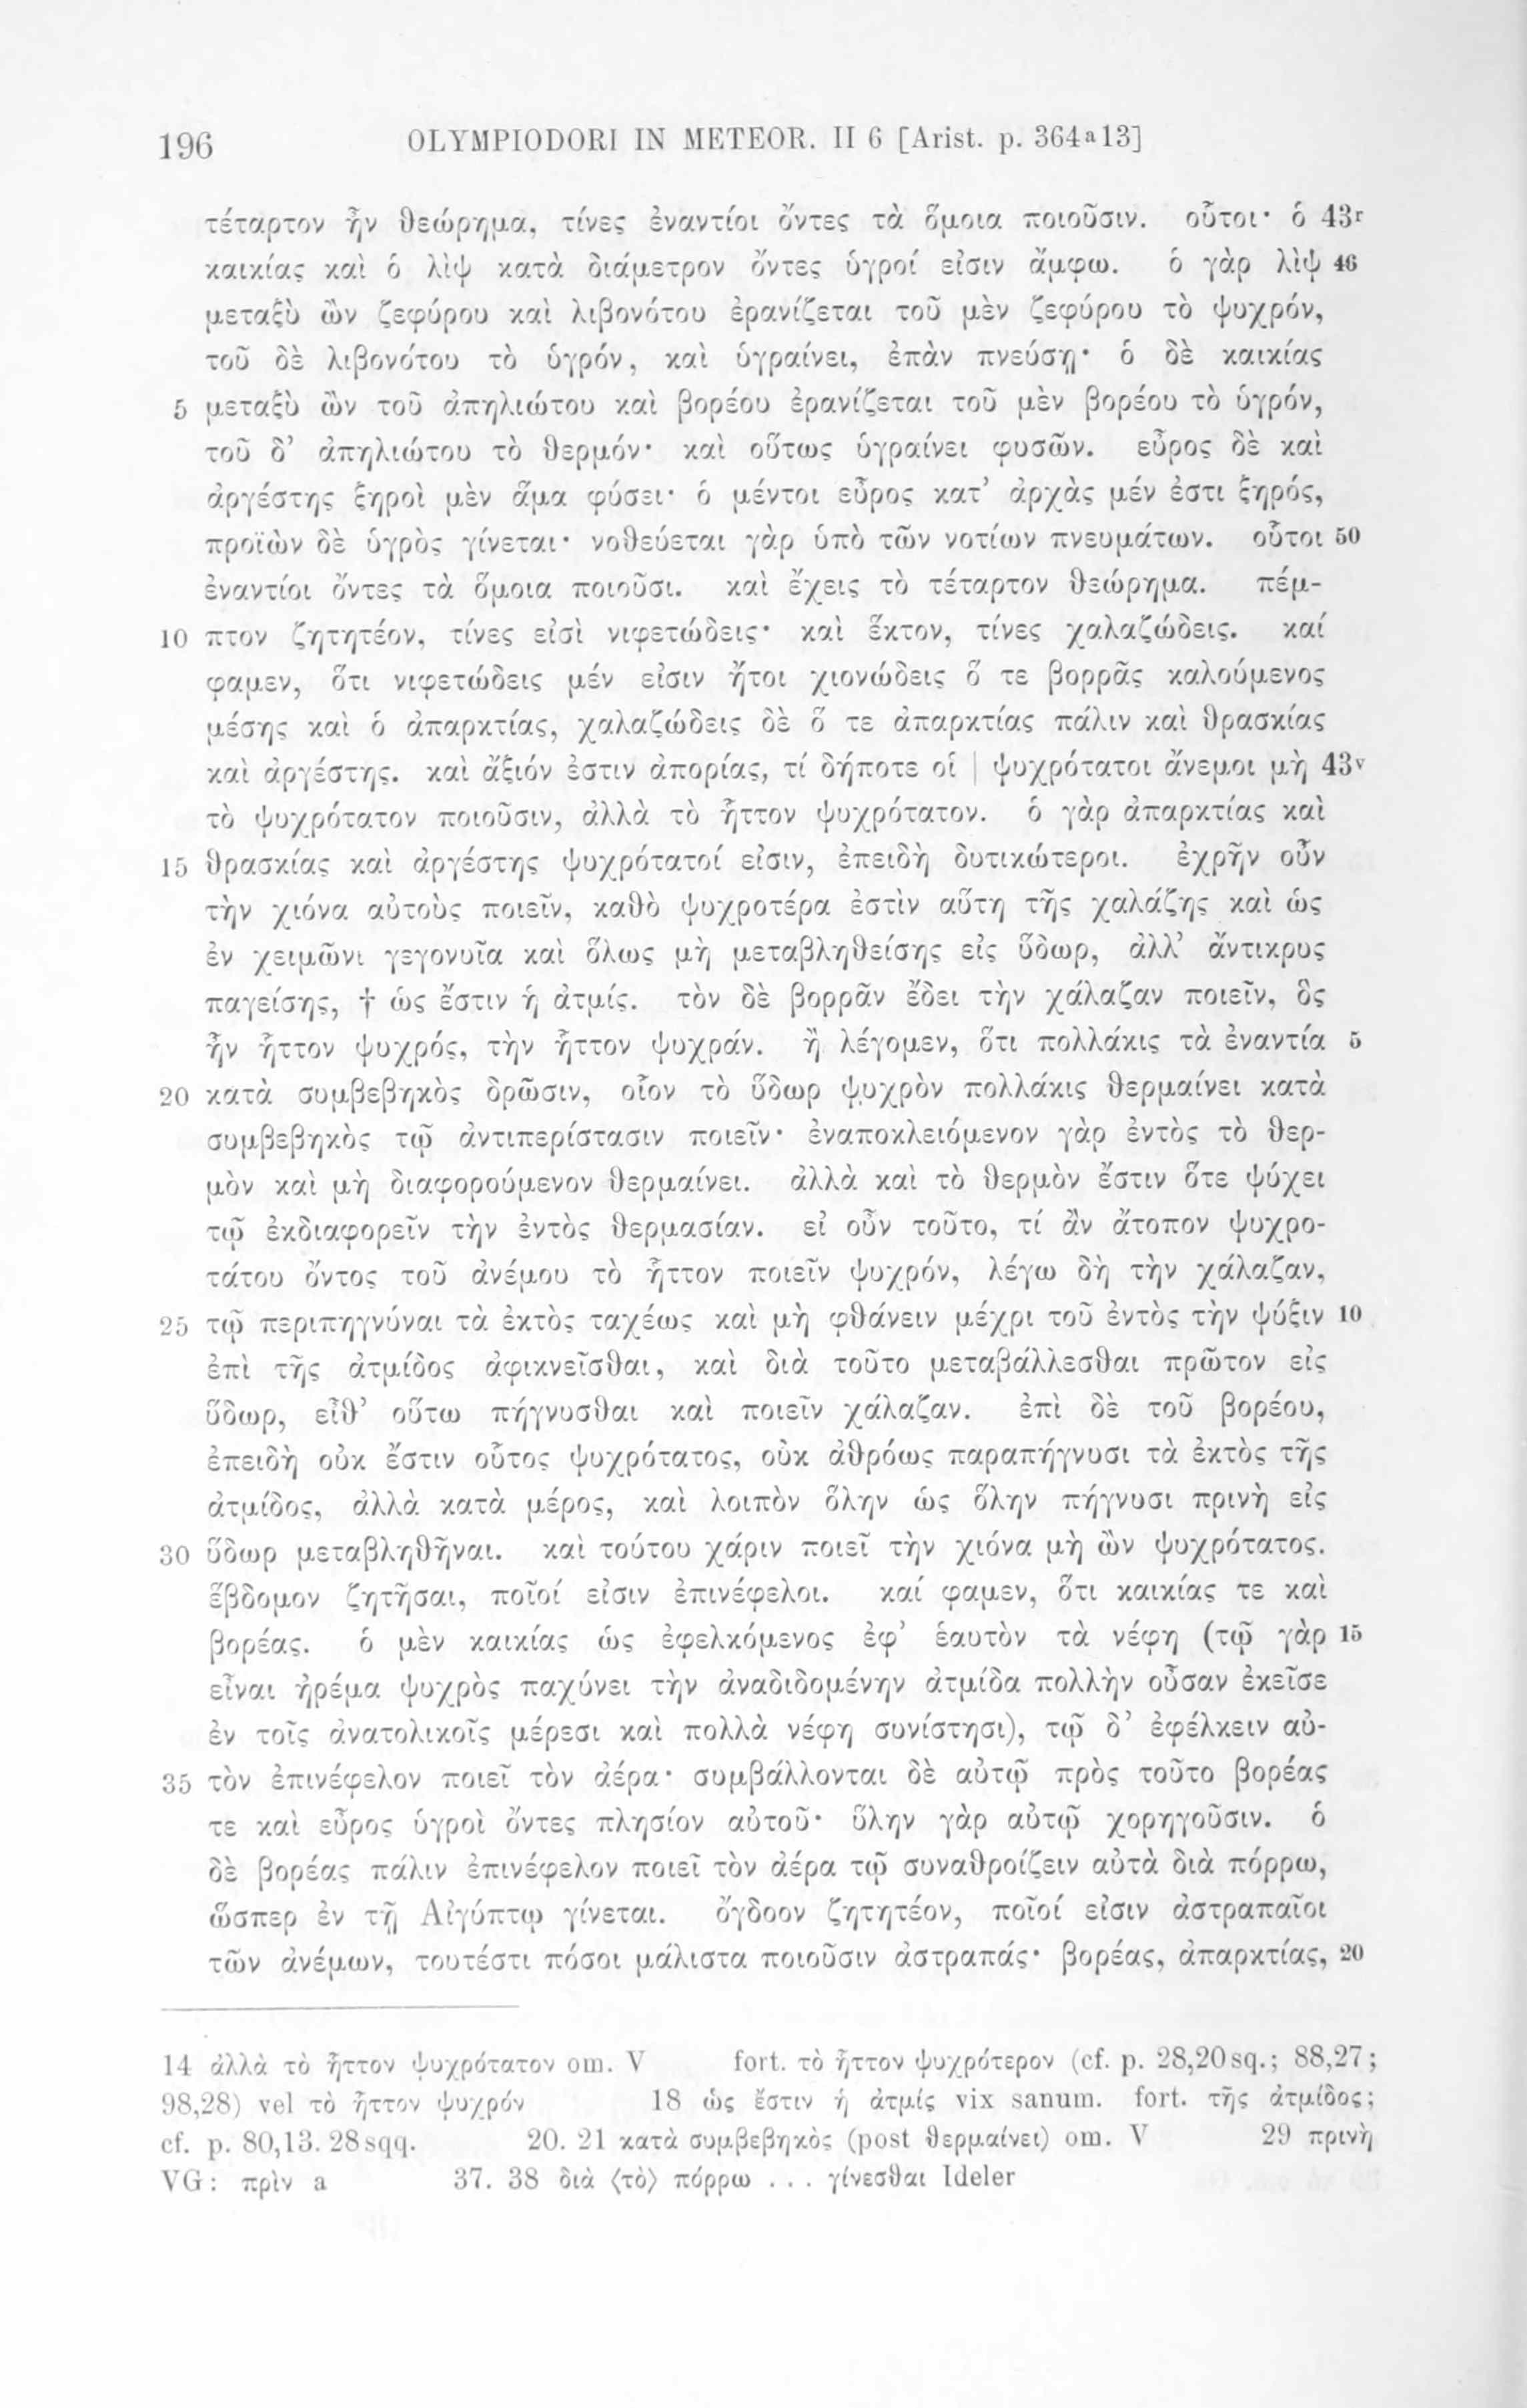 196 OLYMPIODORI IN METEOR. II 6 [Arist. p. 364ª13]
τέταρτον ἦν θεώρημα, τίνες ἐναντίοι ὄντες τὰ ὅμοια ποιοῦσιν. οὗτοι· ὁ 43r
καικίας καὶ ὁ λὶψ κατὰ διάμετρον ὄντες ὑγροί εἰσιν ἄμφω. ὁ γὰρ λὶψ 46
μεταξὺ ὢν ζεφύρου καὶ λιβονότου ἐρανίζεται τοῦ μὲν ζεφύρου τὸ ψυχρόν,
τοῦ δὲ λιβονότου τὸ ὑγρόν, καὶ ὑγραίνει, ἐπὰν πνεύσῃ· ὁ δὲ καικίας
5 μεταξὺ ὢν τοῦ ἀπηλιώτου καὶ βορέου ἐρανίζεται τοῦ μὲν βορέου τὸ ὑγρόν,
τοῦ δ’ ἀπηλιώτου τὸ θερμόν· καὶ οὕτως ὑγραίνει φυσῶν. εὖρος δὲ καὶ
ἀργέστης ξηροὶ μὲν ἅμα φύσει· ὁ μέντοι εὖρος κατ’ ἀρχὰς μέν ἐστι ξηρός,
προϊὼν δὲ ὑγρὸς γίνεται· νοθεύεται γὰρ ὑπὸ τῶν νοτίων πνευμάτων. οὗτοι 50
ἐναντίοι ὄντες τὰ ὅμοια ποιοῦσι. καὶ ἔχεις τὸ τέταρτον θεώρημα. πέμ-
10 πτον ζητητέον, τίνες εἰσὶ νιφετώδεις· καὶ ἕκτον, τίνες χαλαζώδεις. καί
φαμεν, ὅτι νιφετώδεις μέν εἰσιν ἤτοι χιονώδεις ὅ τε βορρᾶς καλούμενος
μέσης καὶ ὁ ἀπαρκτίας, χαλαζώδεις δὲ ὅ τε ἀπαρκτίας πάλιν καὶ θρασκίας
καὶ ἀργέστης. καὶ ἄξιόν ἐστιν ἀπορίας, τί δήποτε οἱ | ψυχρότατοι ἄνεμοι μὴ 43v
τὸ ψυχρότατον ποιοῦσιν, ἀλλὰ τὸ ἧττον ψυχρότατον. ὁ γὰρ ἀπαρκτίας καὶ
15 θρασκίας καὶ ἀργέστης ψυχρότατοί εἰσιν, ἐπειδὴ δυτικώτεροι. ἐχρῆν οὖν
τὴν χιόνα αὐτοὺς ποιεῖν, καθὸ ψυχροτέρα ἐστὶν αὕτη τῆς χαλάζης καὶ ὡς
ἐν χειμῶνι γεγονυῖα καὶ ὅλως μὴ μεταβληθείσης εἰς ὕδωρ, ἀλλ’ ἄντικρυς
παγείσης, † ὡς ἔστιν ἡ ἀτμίς. τὸν δὲ βορρᾶν ἔδει τὴν χάλαζαν ποιεῖν, ὃς
ἦν ἧττον ψυχρός, τὴν ἧττον ψυχράν. ἢ λέγομεν, ὅτι πολλάκις τὰ ἐναντία 5
20 κατὰ συμβεβηκὸς δρῶσιν, οἷον τὸ ὕδωρ ψυχρὸν πολλάκις θερμαίνει κατὰ
συμβεβηκὸς τῷ ἀντιπερίστασιν ποιεῖν· ἐναποκλειόμενον γὰρ ἐντὸς τὸ θερ-
μὸν καὶ μὴ διαφορούμενον θερμαίνει. ἀλλὰ καὶ τὸ θερμὸν ἔστιν ὅτε ψύχει
τῷ ἐκδιαφορεῖν τὴν ἐντὸς θερμασίαν. εἰ οὖν τοῦτο, τί ἂν ἄτοπον ψυχρο-
τάτου ὄντος τοῦ ἀνέμου τὸ ἧττον ποιεῖν ψυχρόν, λέγω δὴ τὴν χάλαζαν,
25 τῷ περιπηγνύναι τὰ ἐκτὸς ταχέως καὶ μὴ φθάνειν μέχρι τοῦ ἐντὸς τὴν ψύξιν 10
ἐπὶ τῆς ἀτμίδος ἀφικνεῖσθαι, καὶ διὰ τοῦτο μεταβάλλεσθαι πρῶτον εἰς
ὕδωρ, εἶθ’ οὕτω πήγνυσθαι καὶ ποιεῖν χάλαζαν. ἐπὶ δὲ τοῦ βορέου,
ἐπειδὴ οὐκ ἔστιν οὗτος ψυχρότατος, οὐκ ἀθρόως παραπήγνυσι τὰ ἐκτὸς τῆς
ἀτμίδος, ἀλλὰ κατὰ μέρος, καὶ λοιπὸν ὅλην ὡς ὅλην πήγνυσι πρινὴ εἰς
30 ὕδωρ μεταβληθῆναι. καὶ τούτου χάριν ποιεῖ τὴν χιόνα μὴ ὢν ψυχρότατος.
ἕβδομον ζητῆσαι, ποῖοί εἰσιν ἐπινέφελοι. καί φαμεν, ὅτι καικίας τε καὶ
βορέας. ὁ μὲν καικίας ὡς ἐφελκόμενος ἐφ’ ἑαυτὸν τὰ νέφη (τῷ γὰρ 15
εἶναι ἠρέμα ψυχρὸς παχύνει τὴν ἀναδιδομένην ἀτμίδα πολλὴν οὖσαν ἐκεῖσε
ἐν τοῖς ἀνατολικοῖς μέρεσι καὶ πολλὰ νέφη συνίστησι), τῷ δ’ ἐφέλκειν αὐ-
35 τὸν ἐπινέφελον ποιεῖ τὸν ἀέρα· συμβάλλονται δὲ αὐτῷ πρὸς τοῦτο βορέας
τε καὶ εὖρος ὑγροὶ ὄντες πλησίον αὐτοῦ· ὕλην γὰρ αὐτῷ χορηγοῦσιν. ὁ
δὲ βορέας πάλιν ἐπινέφελον ποιεῖ τὸν ἀέρα τῷ συναθροίζειν αὐτὰ διὰ πόρρω,
ὥσπερ ἐν τῇ Αἰγύπτῳ γίνεται. ὄγδοον ζητητέον, ποῖοί εἰσιν ἀστραπαῖοι
τῶν ἀνέμων, τουτέστι πόσοι μάλιστα ποιοῦσιν ἀστραπάς· βορέας, ἀπαρκτίας, 20
14 ἀλλὰ τὸ ἧττον ψυχρότατον om. V fort. τὸ ἧττον ψυχρότερον (cf. p. 28,20sq.; 88,27;
98,28) vel τὸ ἧττον ψυχρόν 18 ὡς ἔστιν ἡ ἀτμίς vix sanum. fort. τῆς ἀτμίδος;
cf. p. 80,13. 28sqq. 20. 21 κατὰ συμβεβηκὸς (post θερμαίνει) om. V 29 πρινὴ
VG: πρὶν a 37. 38 διὰ ⟨τὸ⟩ πόρρω . . . γίνεσθαι Ideler